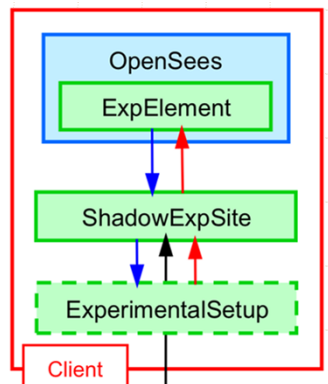 OpenSees
ExpElement
ShadowExpSite
ExperimentalSetup
Client